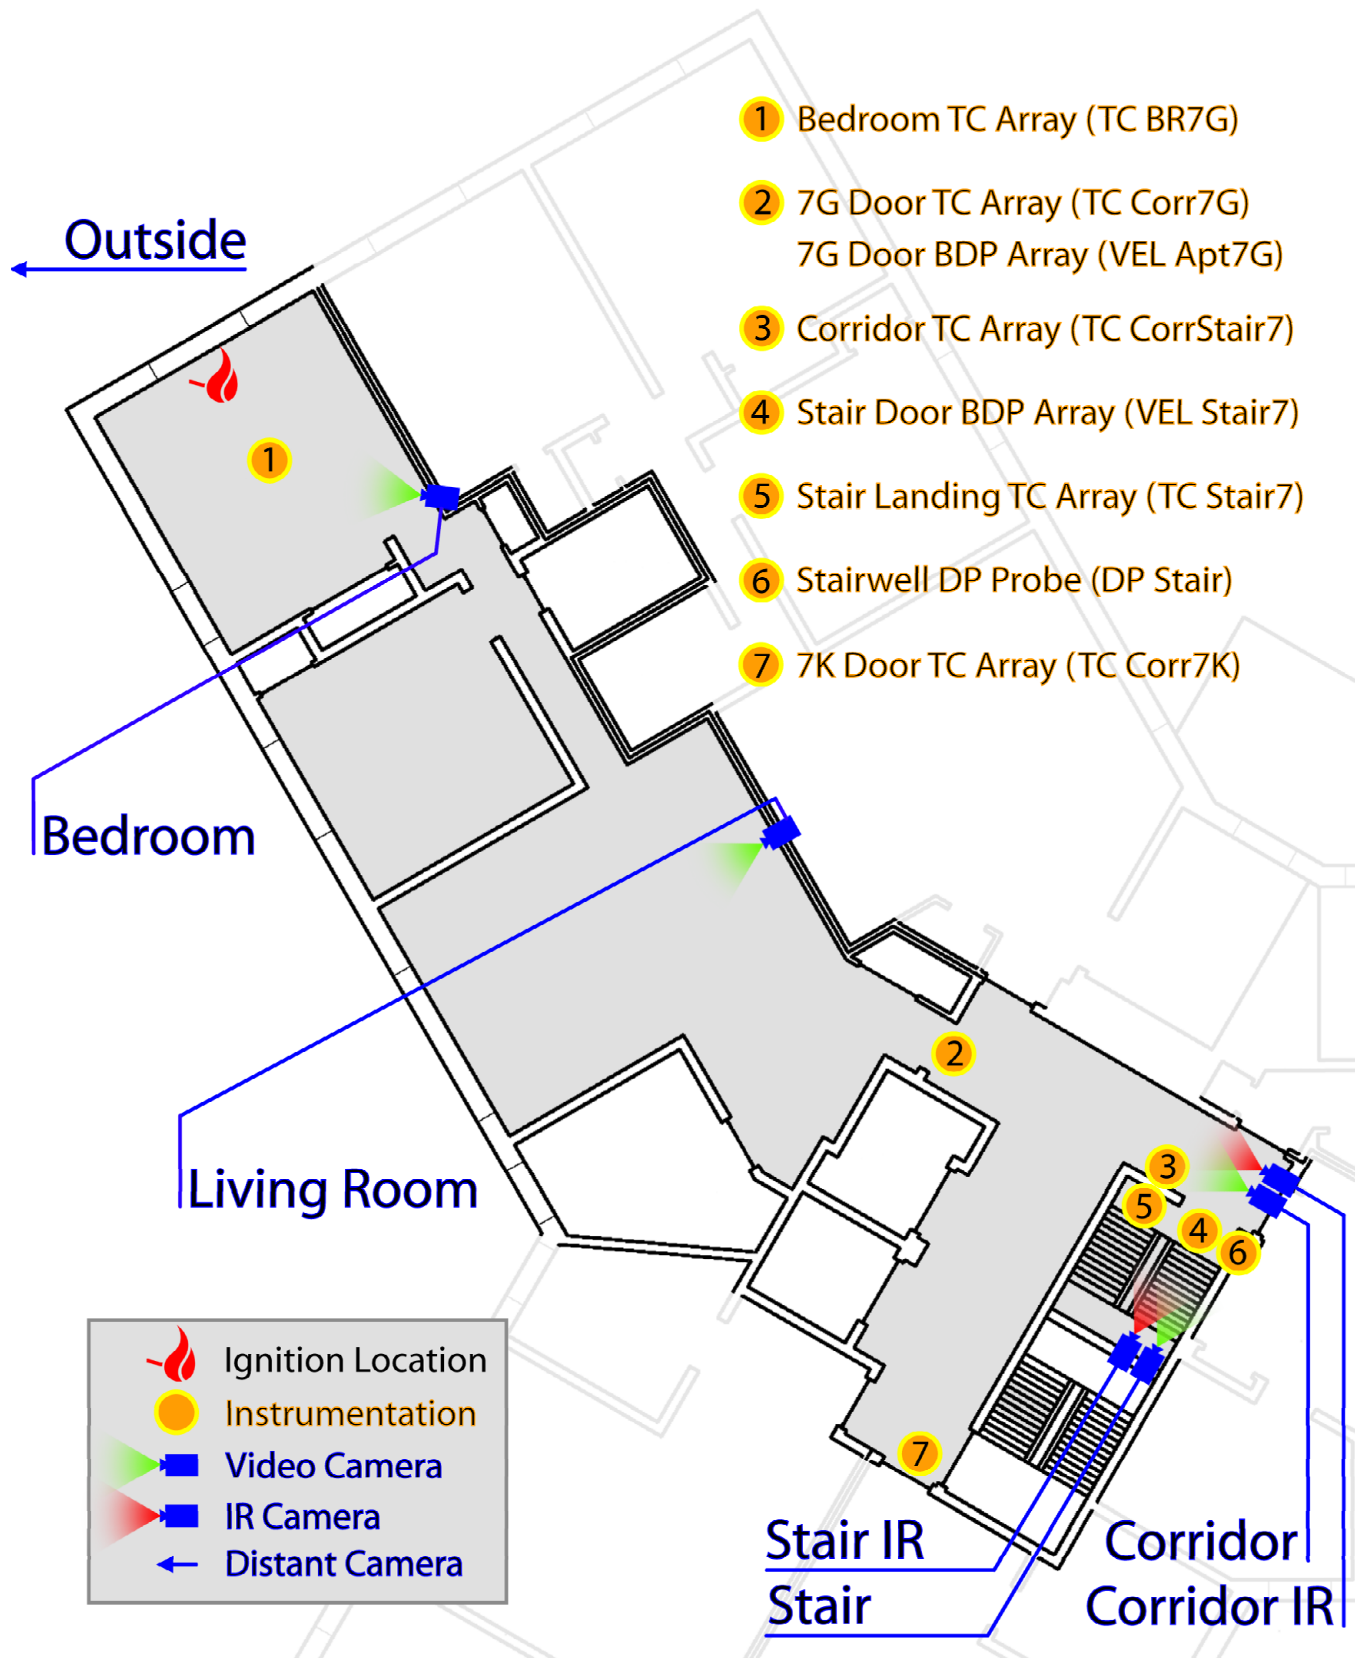 1 Bedroom TC Array (TC BR7G)
2 7G Door TC Array (TC Corr7G)
7G Door BDP Array (VEL Apt7G)
3 Corridor TC Array (TC CorrStair7)
4 Stair Door BDP Array (VEL Stair7)
5 Stair Landing TC Array (TC Stair7)
6 Stairwell DP Probe (DP Stair)
7 7K Door TC Array (TC Corr7K)
Outside
1
Bedroom
2
Living Room
3
5
4
6
7
Ignition Location
Instrumentation
Video Camera
IR Camera
Distant Camera
Stair IR
Stair
Corridor
Corridor IR